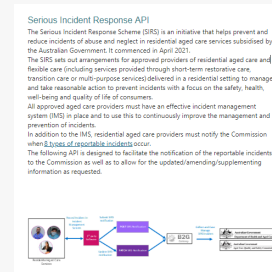 Serious Incident Response API
The Serious Incident Response Scheme (SIRS) is an initiative that helps prevent and
reduce incidents of abuse and neglect in residential aged care services subsidised by
the Australian Government. It commenced in April 2021.
The SIRS sets out arrangements for approved providers of residential aged care and
flexible care (including services provided through short-term restorative care,
transition care or multi-purpose services) delivered in a residential setting to manage
and take reasonable action to prevent incidents with a focus on the safety, health,
well-being and quality of life of consumers.
All approved aged care providers must have an effective incident management
system (IMS) in place and to use this to continuously improve the management and
prevention of incidents.
In addition to the IMS, residential aged care providers must notify the Commission
when 8 types of reportable incidents occur.
The following API is designed to facilitate the notification of the reportable incidents
to the Commission as well as to allow for the updated/amending/supplementing
information as requested.
B2G